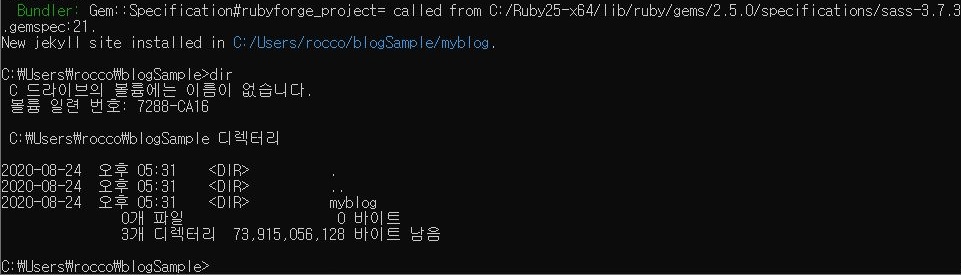 Bundler: Gem::Specification#rubyforge_project= called from C:/Ruby25-x64/lib/ruby/gems/2.5.0/specifications/sass-3.7.3
.gemspec:21.
New jekyll site installed in C:/Users/rocco/blogSample/myblog.
C:₩Users₩rocco₩blogSample>dir
C 드라이브의 볼륨에는 이름이 없습니다.
볼륨 일련 번호: 7288-CA16
C:₩Users₩rocco₩blogSample 디렉터리
2020-08-24 오후 05:31 <DIR> .
2020-08-24 오후 05:31 <DIR> ..
2020-08-24 오후 05:31 <DIR> myblog
0개 파일 0 바이트
3개 디렉터리 73,915,056,128 바이트 남음
C:₩Users₩rocco₩blogSample>